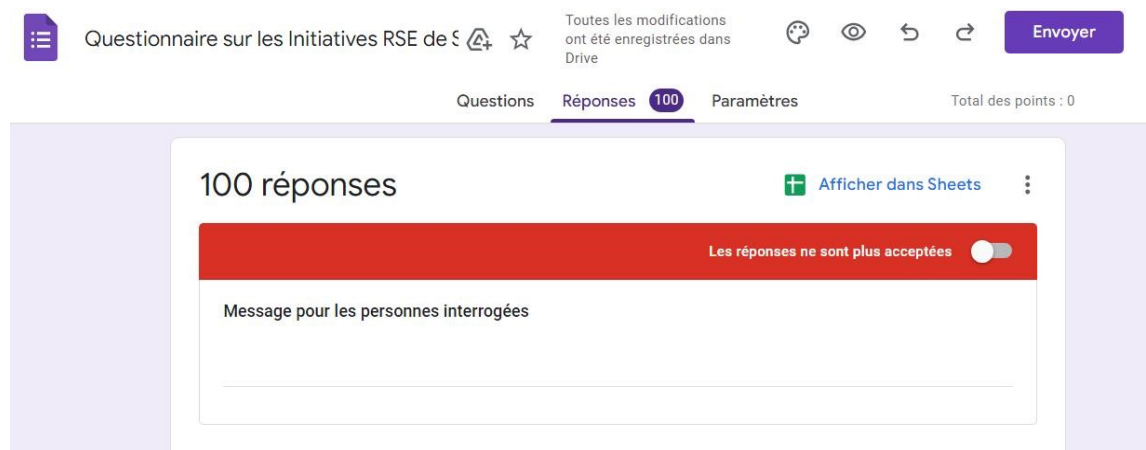 Questionnaire sur les Initiatives RSE de S
Toutes les modifications
ont été enregistrées dans
Drive
Envoyer
Questions Réponses 100 Paramètres Total des points : 0
100 réponses
Afficher dans Sheets
Les réponses ne sont plus acceptées
Message pour les personnes interrogées